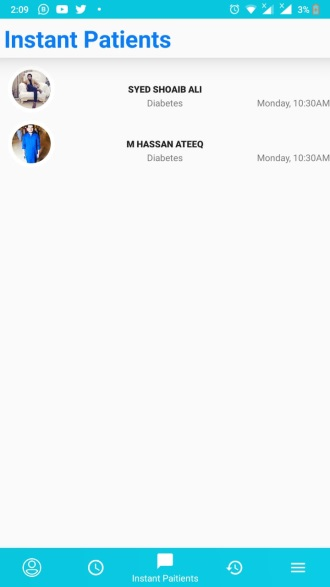 2:09
3%
Instant Patients
SYED SHOAIB ALI
Diabetes
Monday, 10:30AM
M HASSAN ATEEQ
Diabetes
Monday, 10:30AM
Instant Paitients